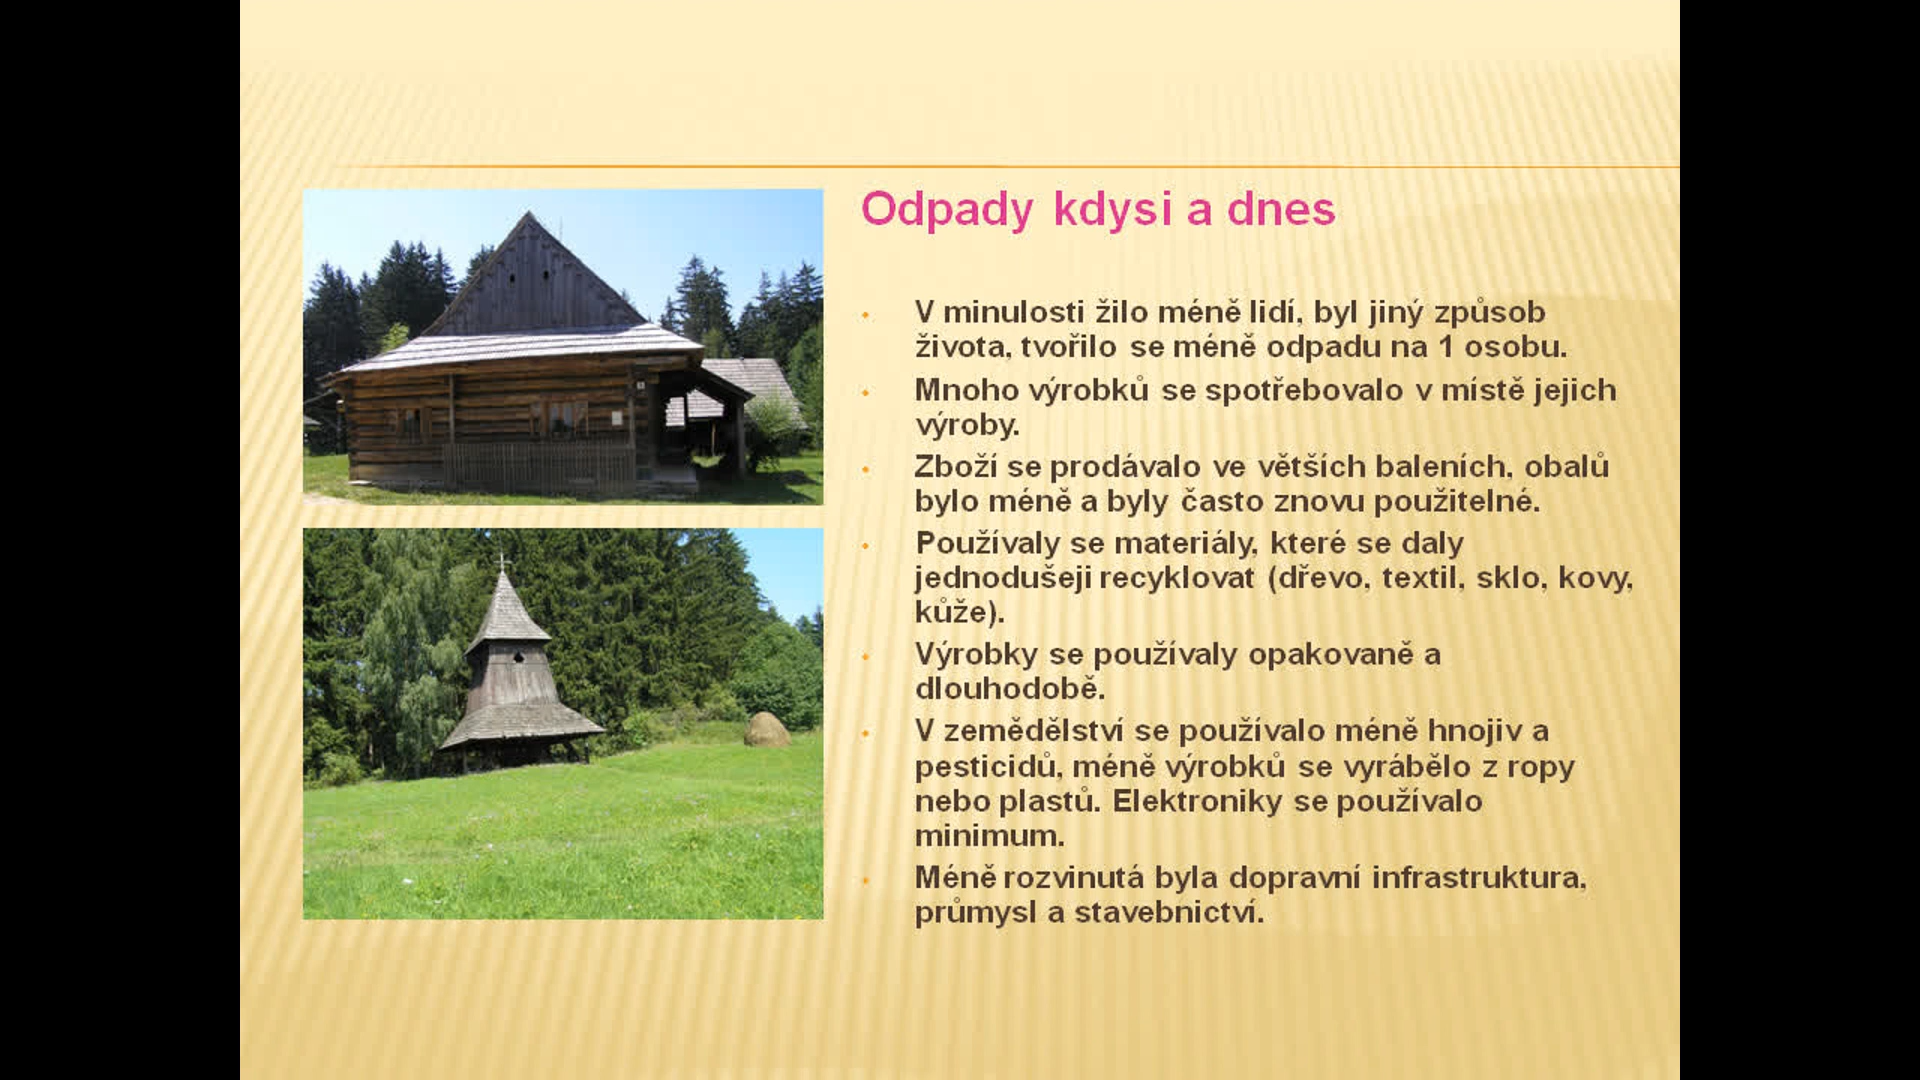 Odpady kdysi a dnes
V minulosti žilo méně lidí, byl jiný způsob
života, tvořilo se méně odpadu na 1 osobu.
Mnoho výrobků se spotřebovalo v místě jejich
výroby.
Zboží se prodávalo ve větších baleních, obalů
bylo méně a byly často znovu použitelné.
Používaly se materiály, které se daly
jednodušeji recyklovat (dřevo, textil, sklo, kovy,
kůže).
Výrobky se používaly opakovaně a
dlouhodobě.
V zemědělství se používalo méně hnojiv a
pesticidů, méně výrobků se vyrábělo z ropy
nebo plastů. Elektroniky se používalo
minimum.
Méně rozvinutá byla dopravní infrastruktura,
průmysl a stavebnictví.